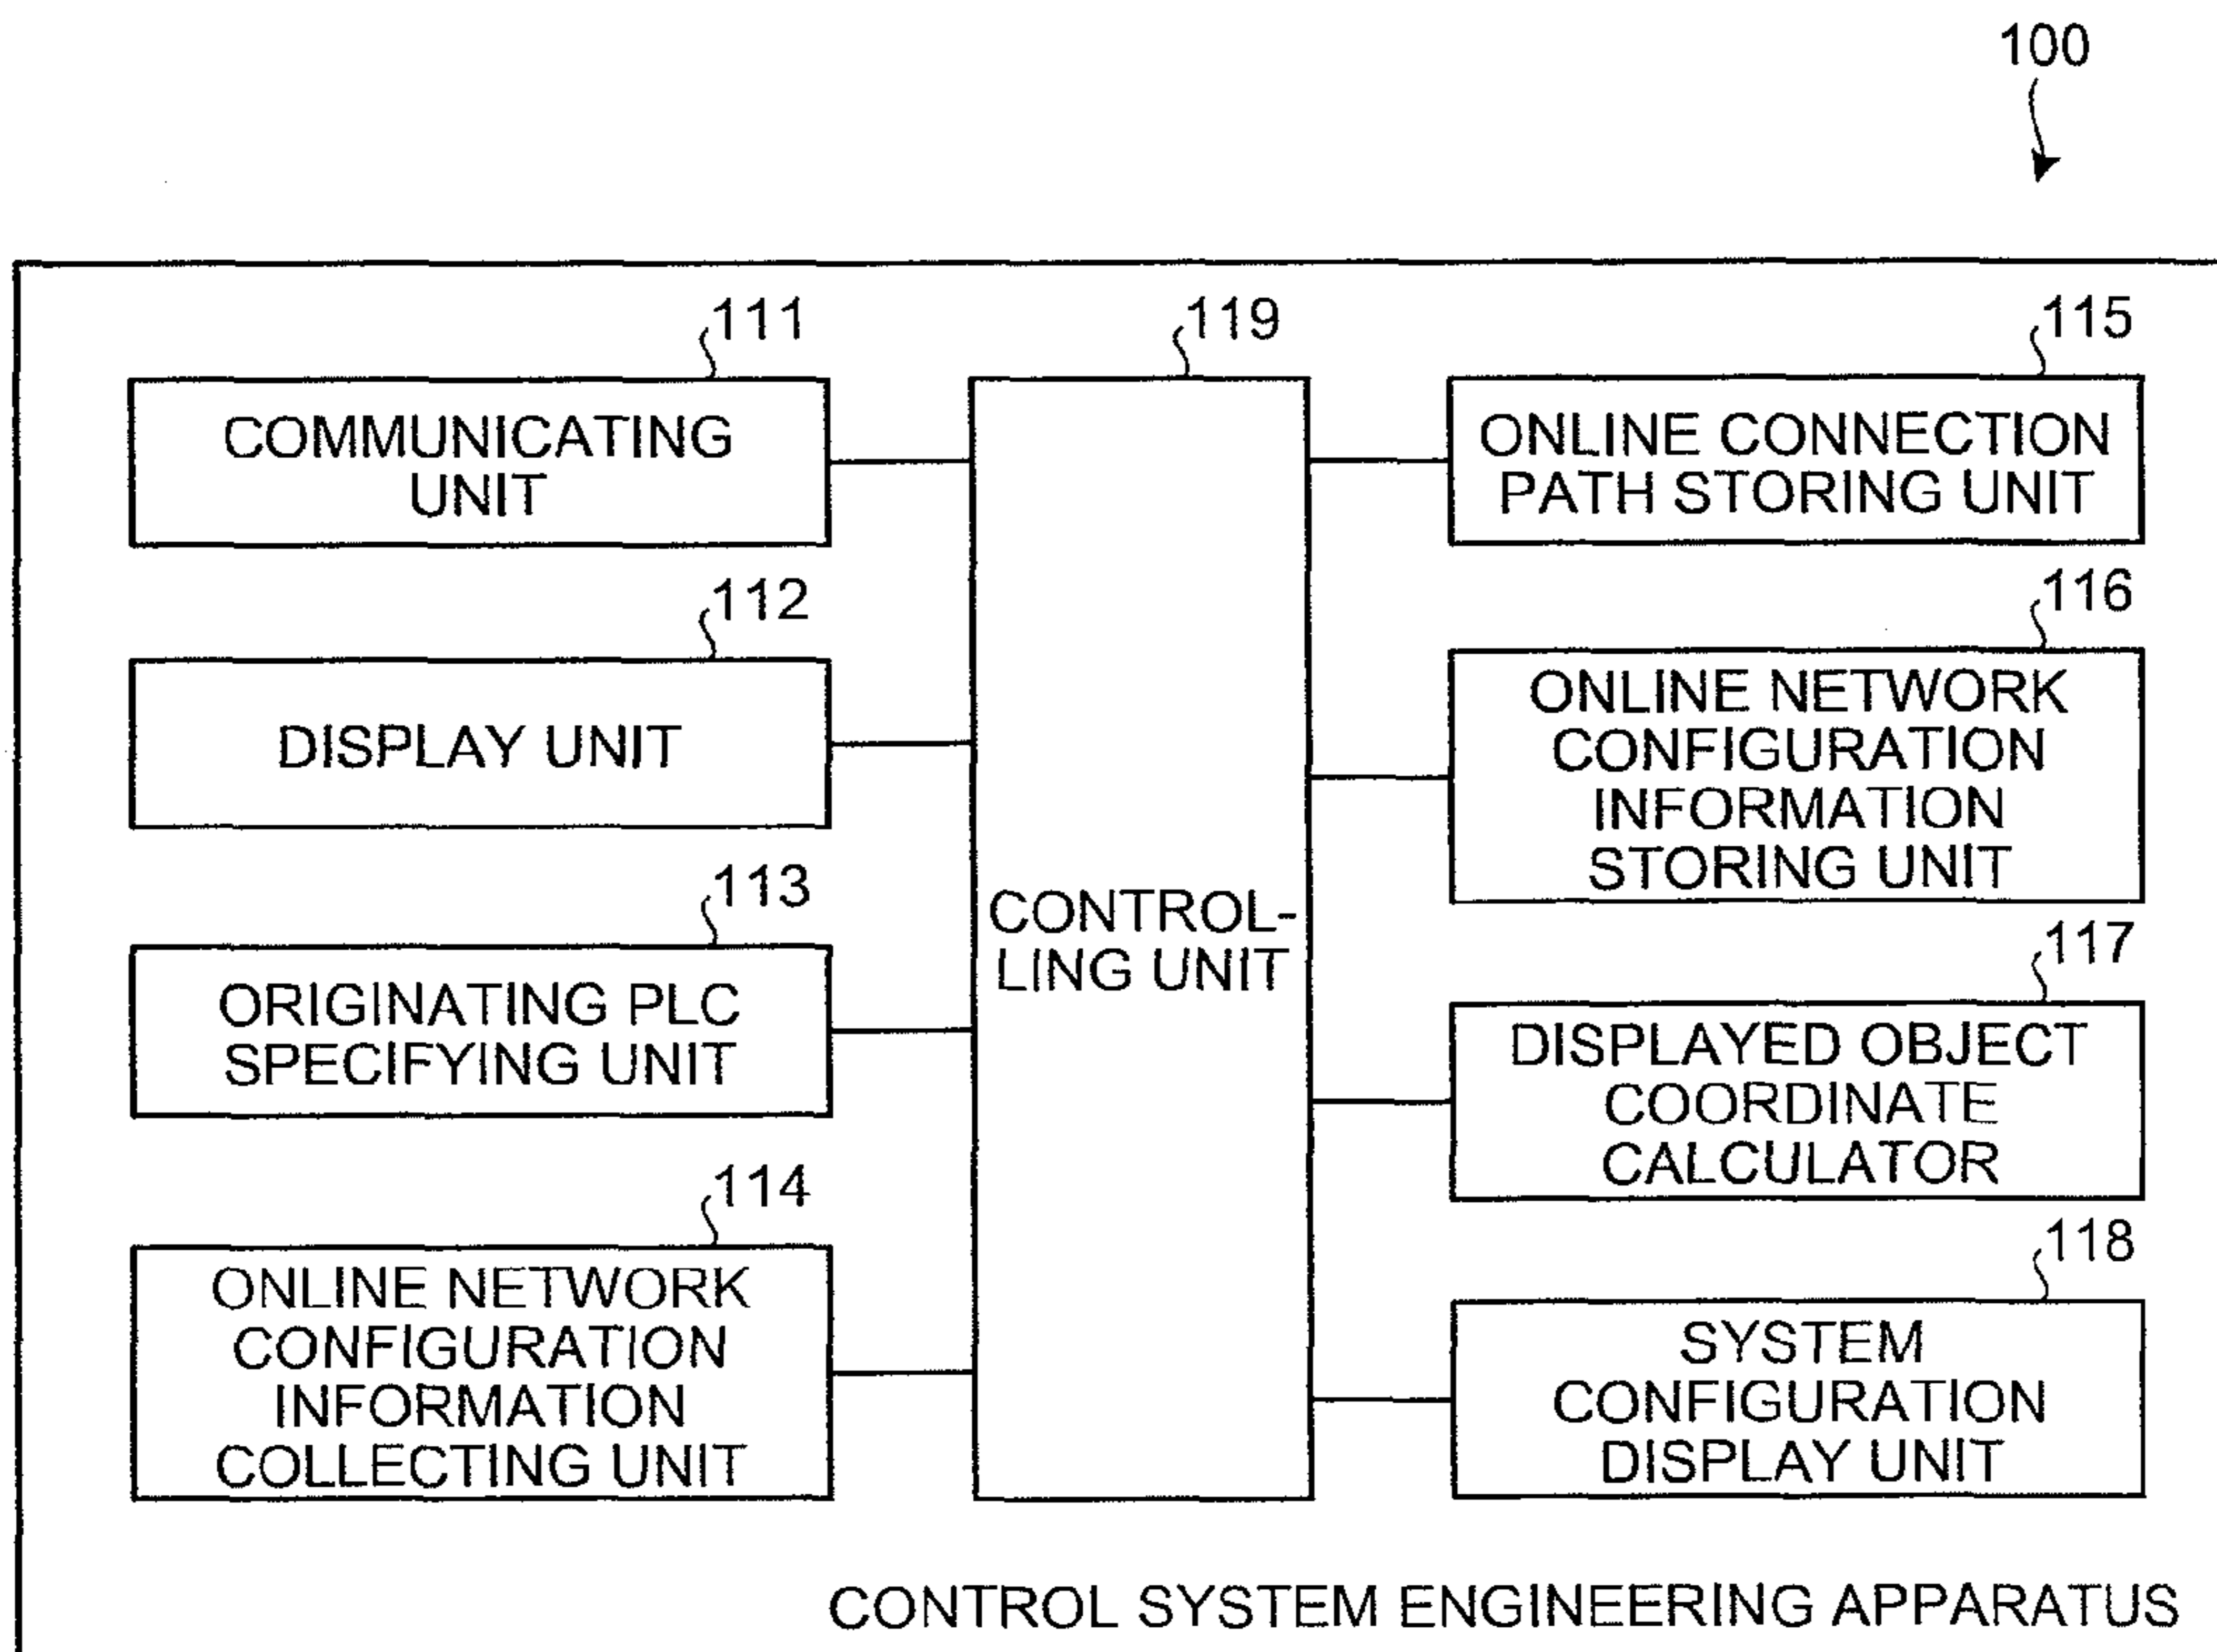 100
111
COMMUNICATING
UNIT
112
DISPLAY UNIT
113
ORIGINATING PLC
SPECIFYING UNIT
114
ONLINE NETWORK
CONFIGURATION
INFORMATION
COLLECTING UNIT
119
CONTROL-
LING UNIT
115
ONLINE CONNECTION
PATH STORING UNIT
116
ONLINE NETWORK
CONFIGURATION
INFORMATION
STORING UNIT
117
DISPLAYED OBJECT
COORDINATE
CALCULATOR
118
SYSTEM
CONFIGURATION
DISPLAY UNIT
CONTROL SYSTEM ENGINEERING APPARATUS